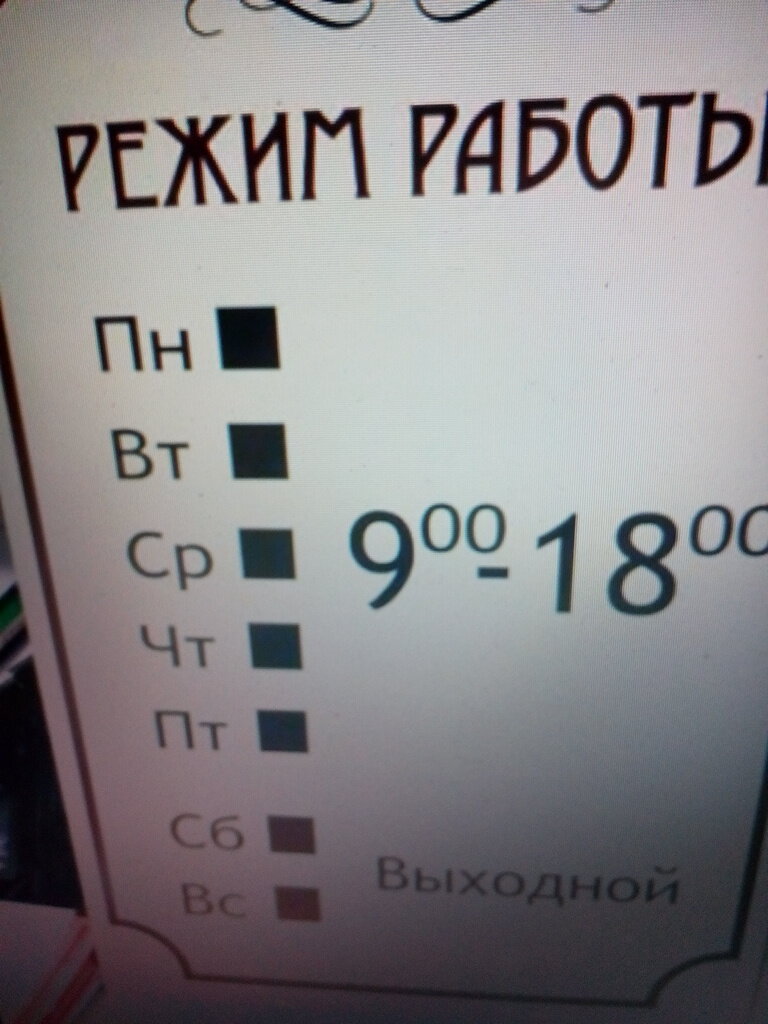 РЕЖИМ РАБОТЫ
Пн
Вт
Ср 9⁰⁰-18⁰⁰
Чт
Пт
Сб
Выходной
Вс